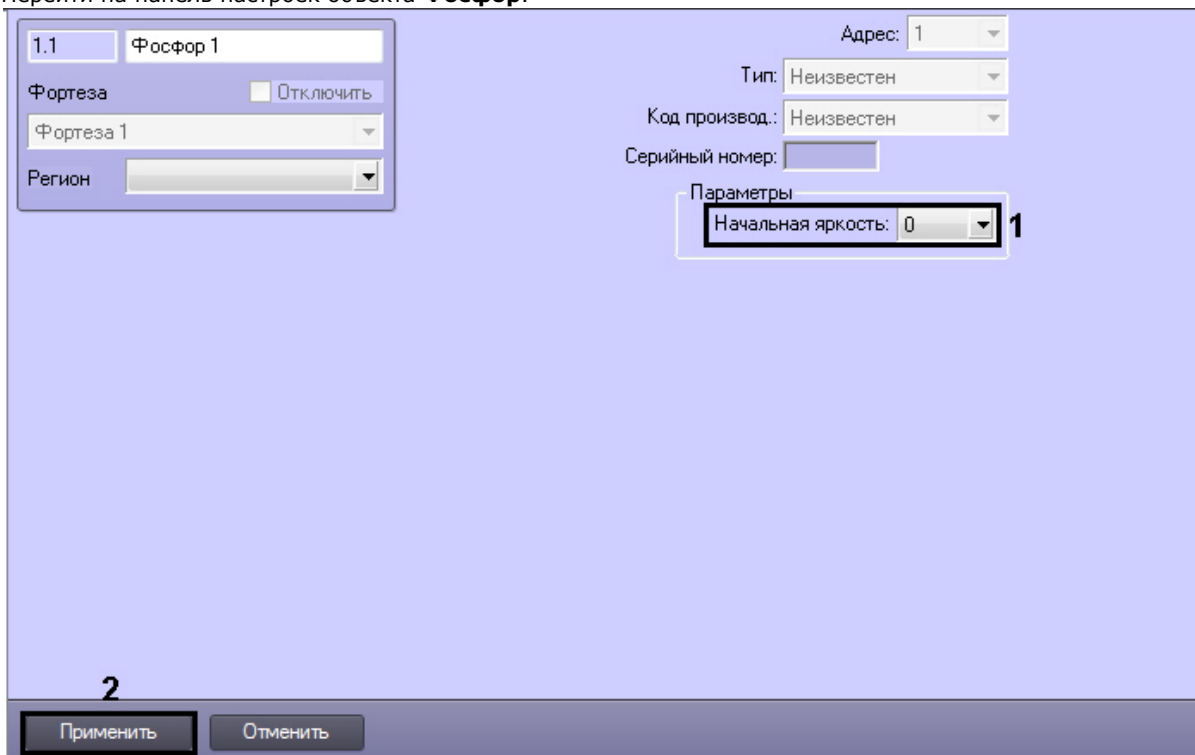 Перейти на панель настроек объекта Фосфор.
1.1 Фосфор 1
Фортеза Отключить
Фортеза 1
Регион
Адрес: 1
Тип: Неизвестен
Код производ.: Неизвестен
Серийный номер:
Параметры
Начальная яркость: 0 1
2
Применить Отменить